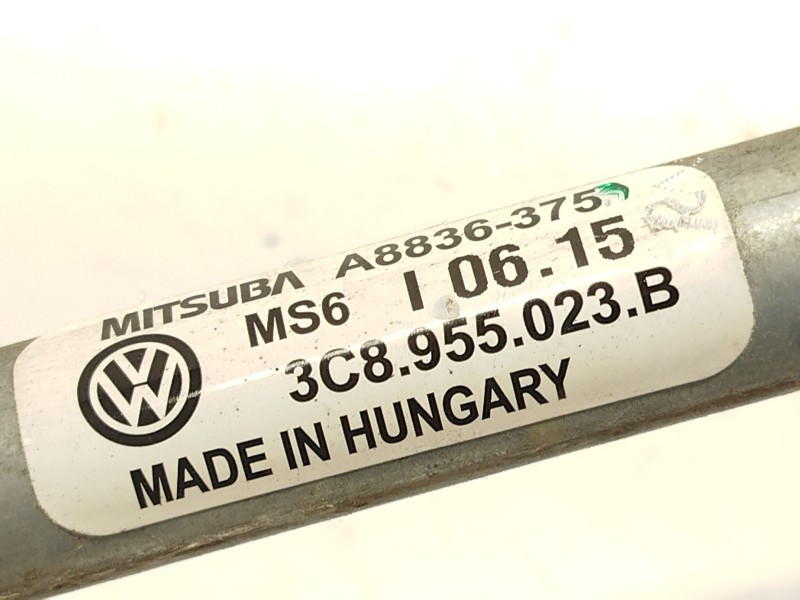 MITSUBA A8836-375
MS6 I 06.15
3C8.955.023.B
MADE IN HUNGARY